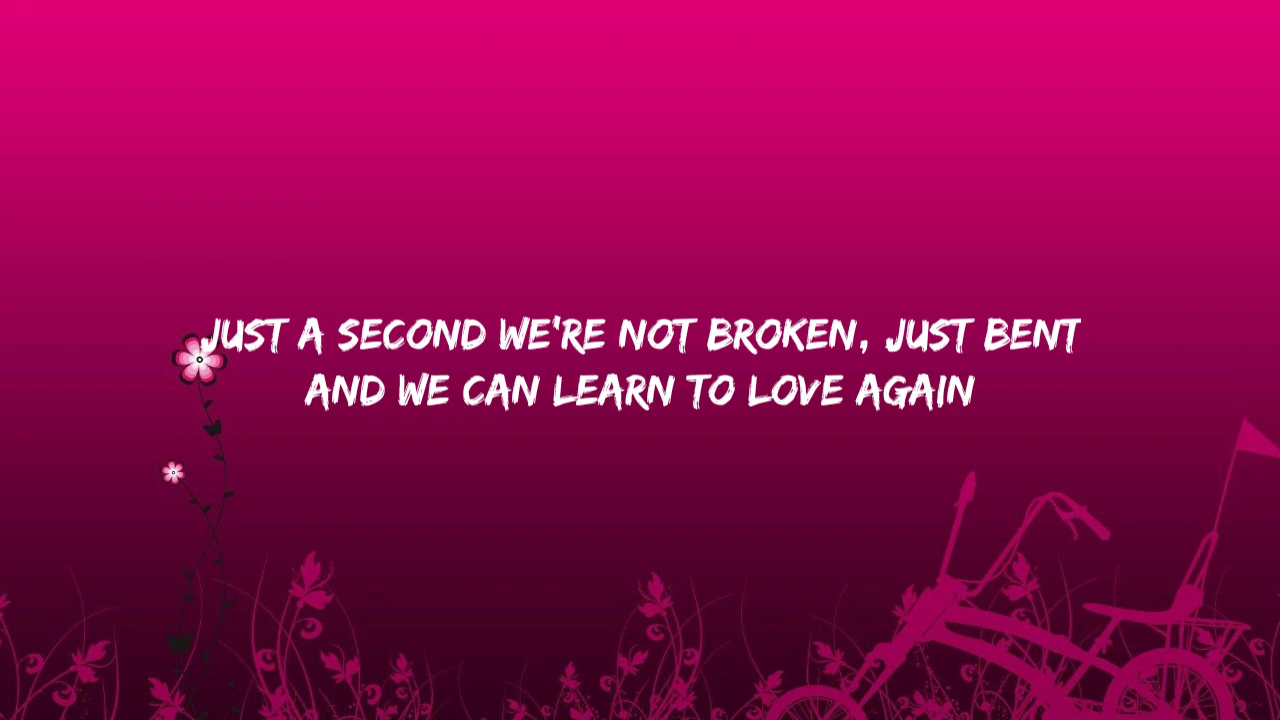 JUST A SECOND WE'RE NOT BROKEN, JUST BENT
AND WE CAN LEARN TO LOVE AGAIN